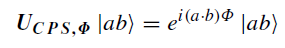 U_{CPS,Φ} |ab⟩ = e^{i(a·b)Φ} |ab⟩